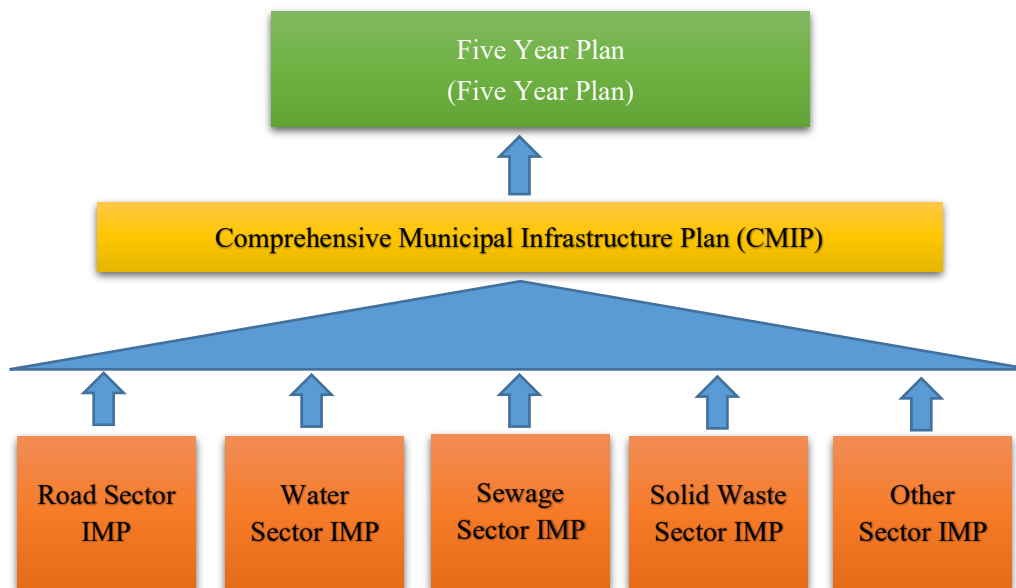 Five Year Plan
(Five Year Plan)
Comprehensive Municipal Infrastructure Plan (CMIP)
Road Sector
IMP
Water
Sector IMP
Sewage
Sector IMP
Solid Waste
Sector IMP
Other
Sector IMP